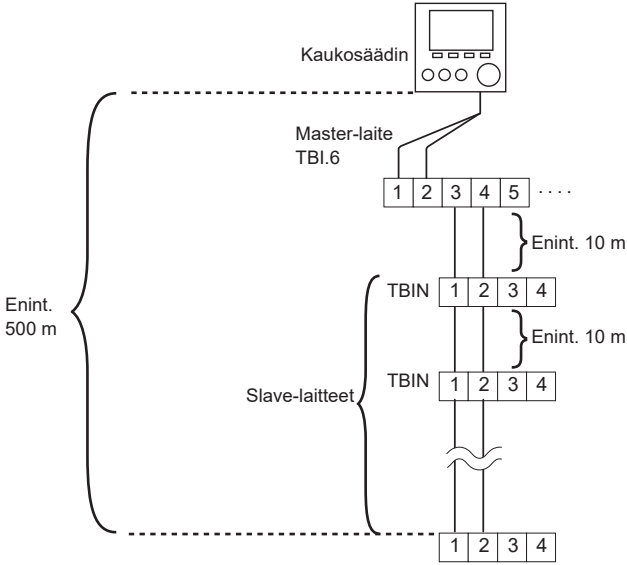 Kaukosäädin
Master-laite
TBI.6
1 2 3 4 5 ····
Enint. 10 m
TBIN 1 2 3 4
Enint.
500 m
Enint. 10 m
TBIN 1 2 3 4
Slave-laitteet
1 2 3 4